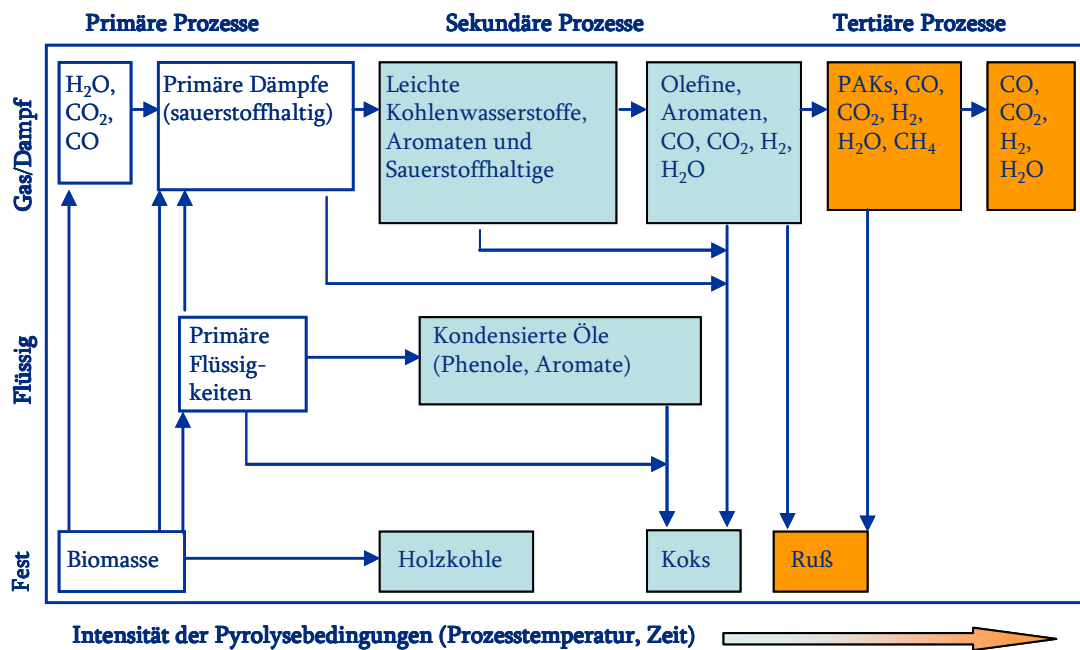 Primäre Prozesse
Sekundäre Prozesse
Tertiäre Prozesse
Gas/Dampf
H₂O,
CO₂,
CO
Primäre Dämpfe
(sauerstoffhaltig)
Leichte
Kohlenwasserstoffe,
Aromaten und
Sauerstoffhaltige
Olefine,
Aromaten,
CO, CO₂, H₂,
H₂O
PAKs, CO,
CO₂, H₂,
H₂O, CH₄
CO,
CO₂,
H₂,
H₂O
Flüssig
Primäre
Flüssig-
keiten
Kondensierte Öle
(Phenole, Aromate)
Fest
Biomasse
Holzkohle
Koks
Ruß
Intensität der Pyrolysebedingungen (Prozesstemperatur, Zeit)